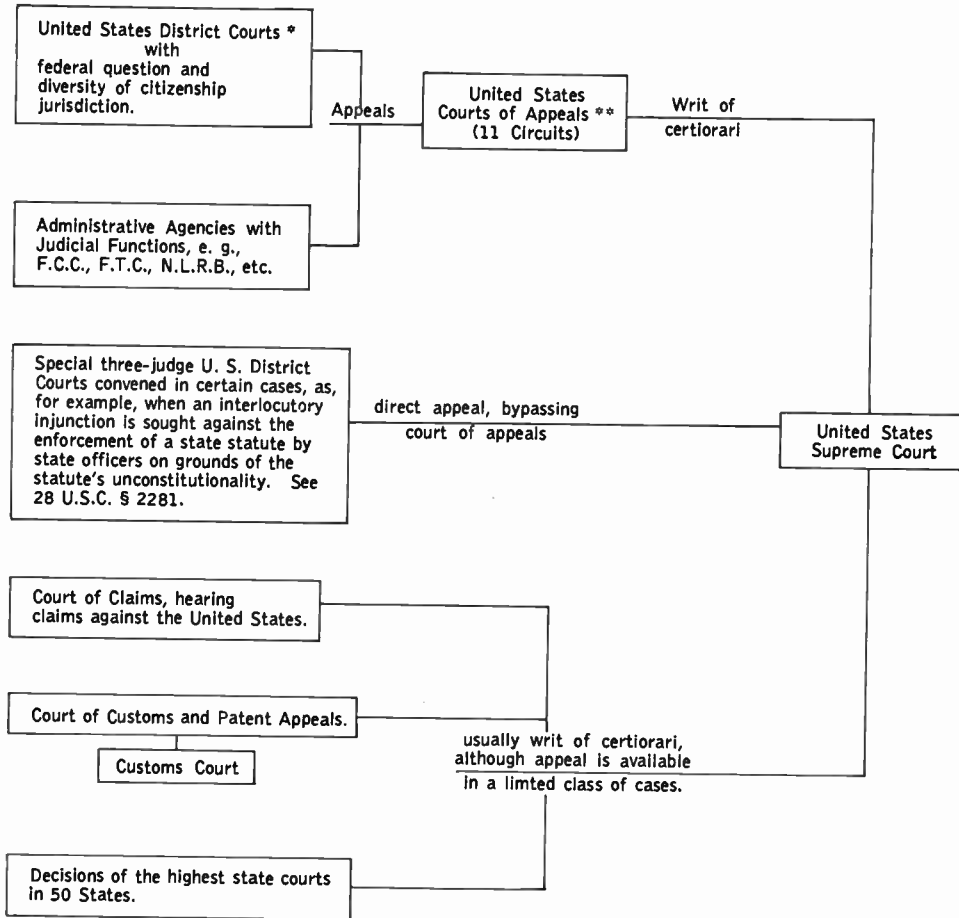 United States District Courts *
with
federal question and
diversity of citizenship
jurisdiction.
Appeals
United States
Courts of Appeals **
(11 Circuits)
Writ of
certiorari
Administrative Agencies with
Judicial Functions, e. g.,
F.C.C., F.T.C., N.L.R.B., etc.
Special three-judge U. S. District
Courts convened in certain cases, as,
for example, when an interlocutory
injunction is sought against the
enforcement of a state statute by
state officers on grounds of the
statute's unconstitutionality. See
28 U.S.C. § 2281.
direct appeal, bypassing
court of appeals
United States
Supreme Court
Court of Claims, hearing
claims against the United States.
Court of Customs and Patent Appeals.
Customs Court
usually writ of certiorari,
although appeal is available
in a limted class of cases.
Decisions of the highest state courts
in 50 States.